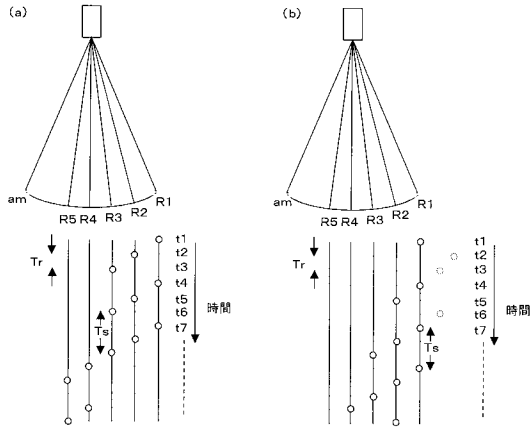 (a)
am
R5 R4 R3 R2 R1
Tr
Ts
t1
t2
t3
t4
t5
t6
t7
時間
(b)
am
R5 R4 R3 R2 R1
Tr
Ts
t1
t2
t3
t4
t5
t6
t7
時間